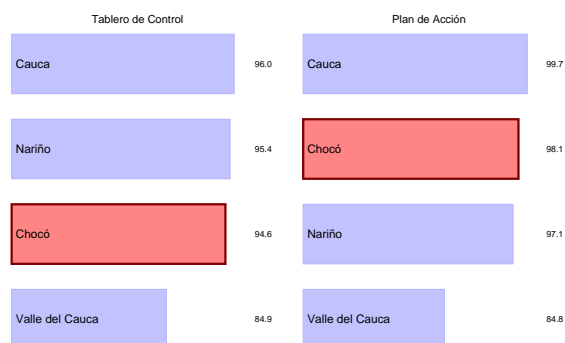 Tablero de Control
Cauca 96.0
Nariño 95.4
Chocó 94.6
Valle del Cauca 84.9
Plan de Acción
Cauca 99.7
Chocó 98.1
Nariño 97.1
Valle del Cauca 84.8